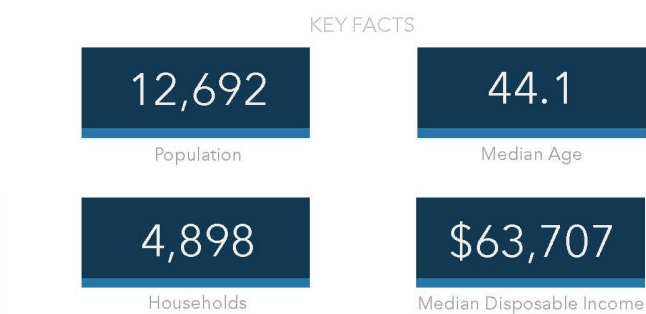 KEY FACTS
12,692
44.1
Population
Median Age
4,898
$63,707
Households
Median Disposable Income